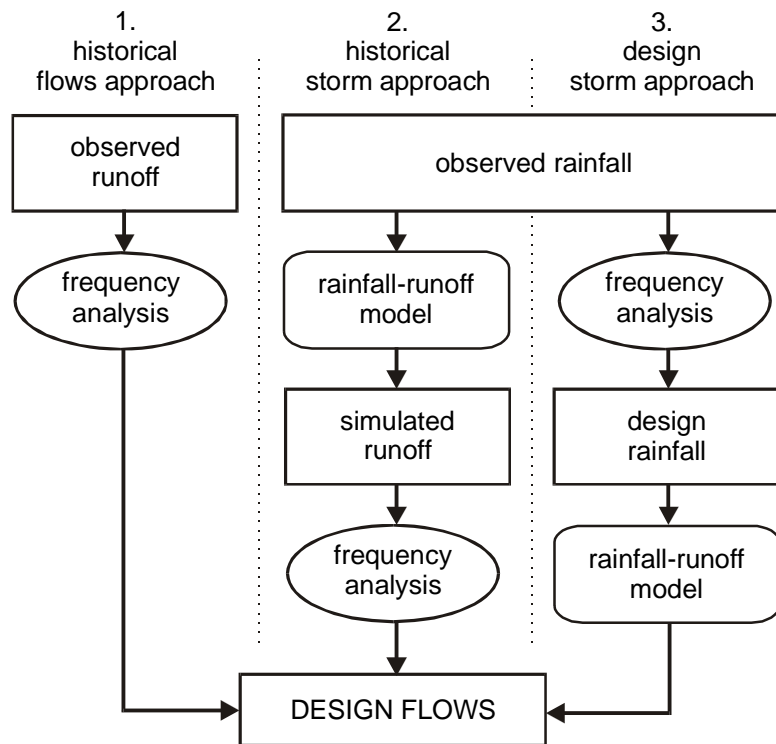 1.
historical
flows approach
2.
historical
storm approach
3.
design
storm approach
observed
runoff
observed rainfall
frequency
analysis
rainfall-runoff
model
frequency
analysis
simulated
runoff
design
rainfall
frequency
analysis
rainfall-runoff
model
DESIGN FLOWS